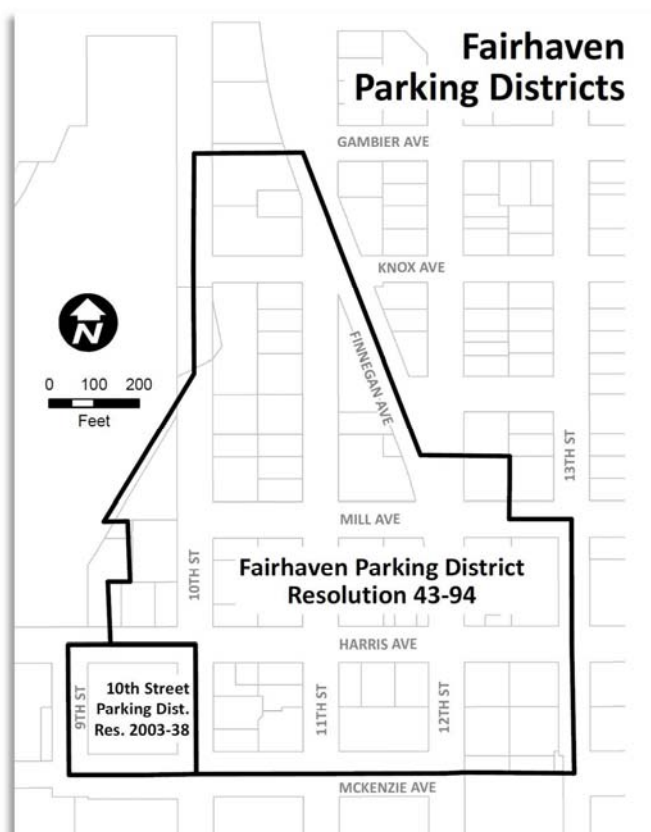 Fairhaven
Parking Districts
GAMBIER AVE
KNOX AVE
N
0 100 200
Feet
FINNEGAN AVE
13TH ST
MILL AVE
10TH ST
Fairhaven Parking District
Resolution 43-94
HARRIS AVE
9TH ST
10th Street
Parking Dist.
Res. 2003-38
11TH ST
12TH ST
MCKENZIE AVE